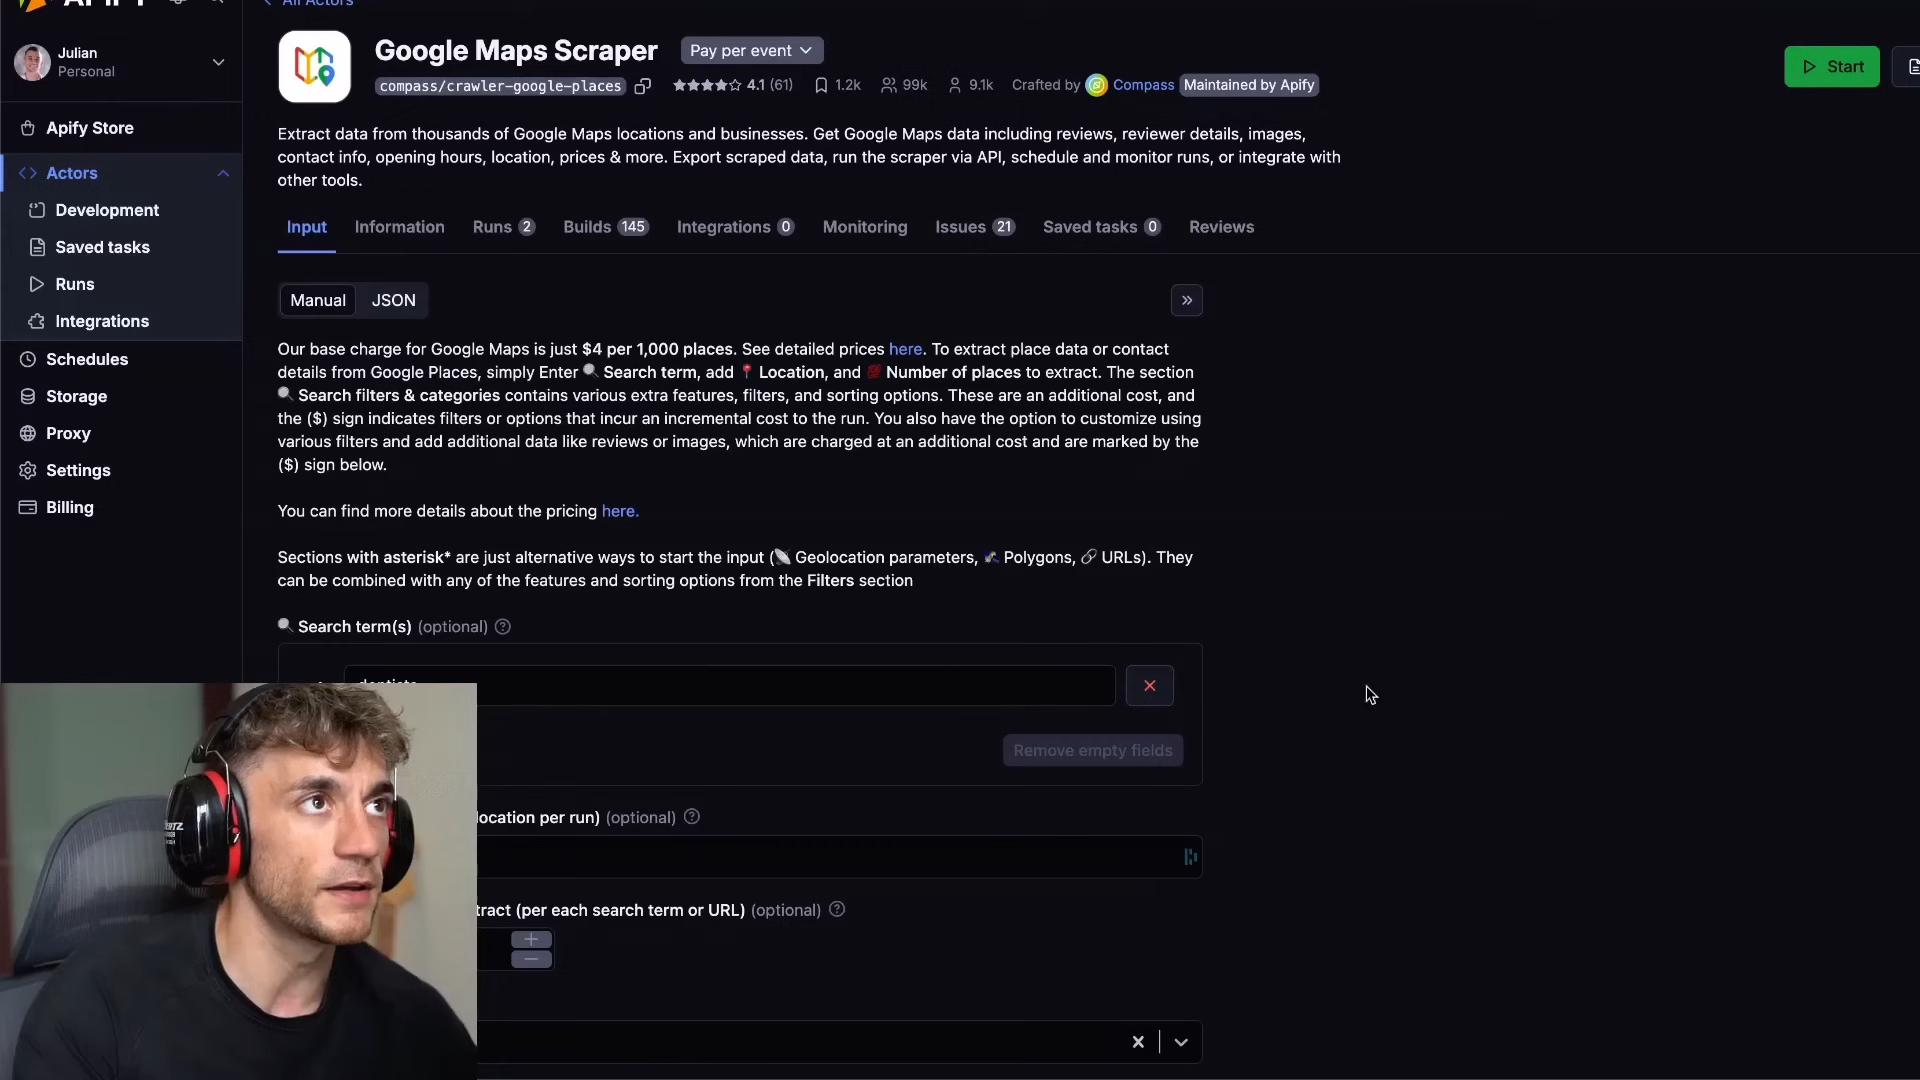 All Actors
Julian
Personal
Google Maps Scraper
Pay per event
compass/crawler-google-places
4.1 (61)
1.2k
99k
9.1k
Crafted by
Compass
Maintained by Apify
Start
Apify Store
Extract data from thousands of Google Maps locations and businesses. Get Google Maps data including reviews, reviewer details, images,
contact info, opening hours, location, prices & more. Export scraped data, run the scraper via API, schedule and monitor runs, or integrate with
other tools.
Actors
Development
Saved tasks
Runs
Integrations
Schedules
Storage
Proxy
Settings
Billing
Input
Information
Runs 2
Builds 145
Integrations 0
Monitoring
Issues 21
Saved tasks 0
Reviews
Manual
JSON
Our base charge for Google Maps is just $4 per 1,000 places. See detailed prices here. To extract place data or contact
details from Google Places, simply Enter 🔍 Search term, add 📍 Location, and 💯 Number of places to extract. The section
🔍 Search filters & categories contains various extra features, filters, and sorting options. These are an additional cost, and
the ($) sign indicates filters or options that incur an incremental cost to the run. You also have the option to customize using
various filters and add additional data like reviews or images, which are charged at an additional cost and are marked by the
($) sign below.
You can find more details about the pricing here.
Sections with asterisk* are just alternative ways to start the input (📡 Geolocation parameters, 🛰 Polygons, 🔗 URLs). They
can be combined with any of the features and sorting options from the Filters section
🔍 Search term(s) (optional)
Remove empty fields
location per run) (optional)
tract (per each search term or URL) (optional)